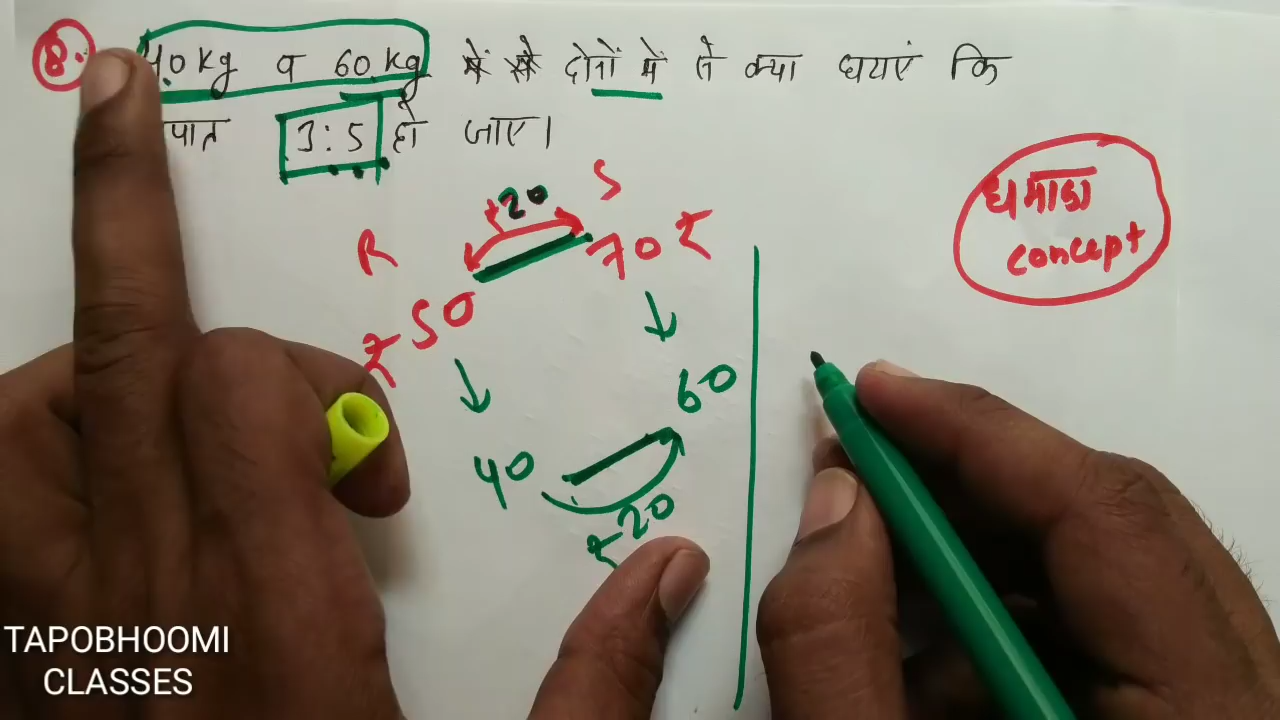 8.
40 kg व 60 kg में से दोनों में से क्या घटाएं कि
पात 3:5 हो जाए।
₹20
R S
₹50 70₹
↓ ↓
40 60
₹20
धमाका
concept
TAPOBHOOMI
CLASSES